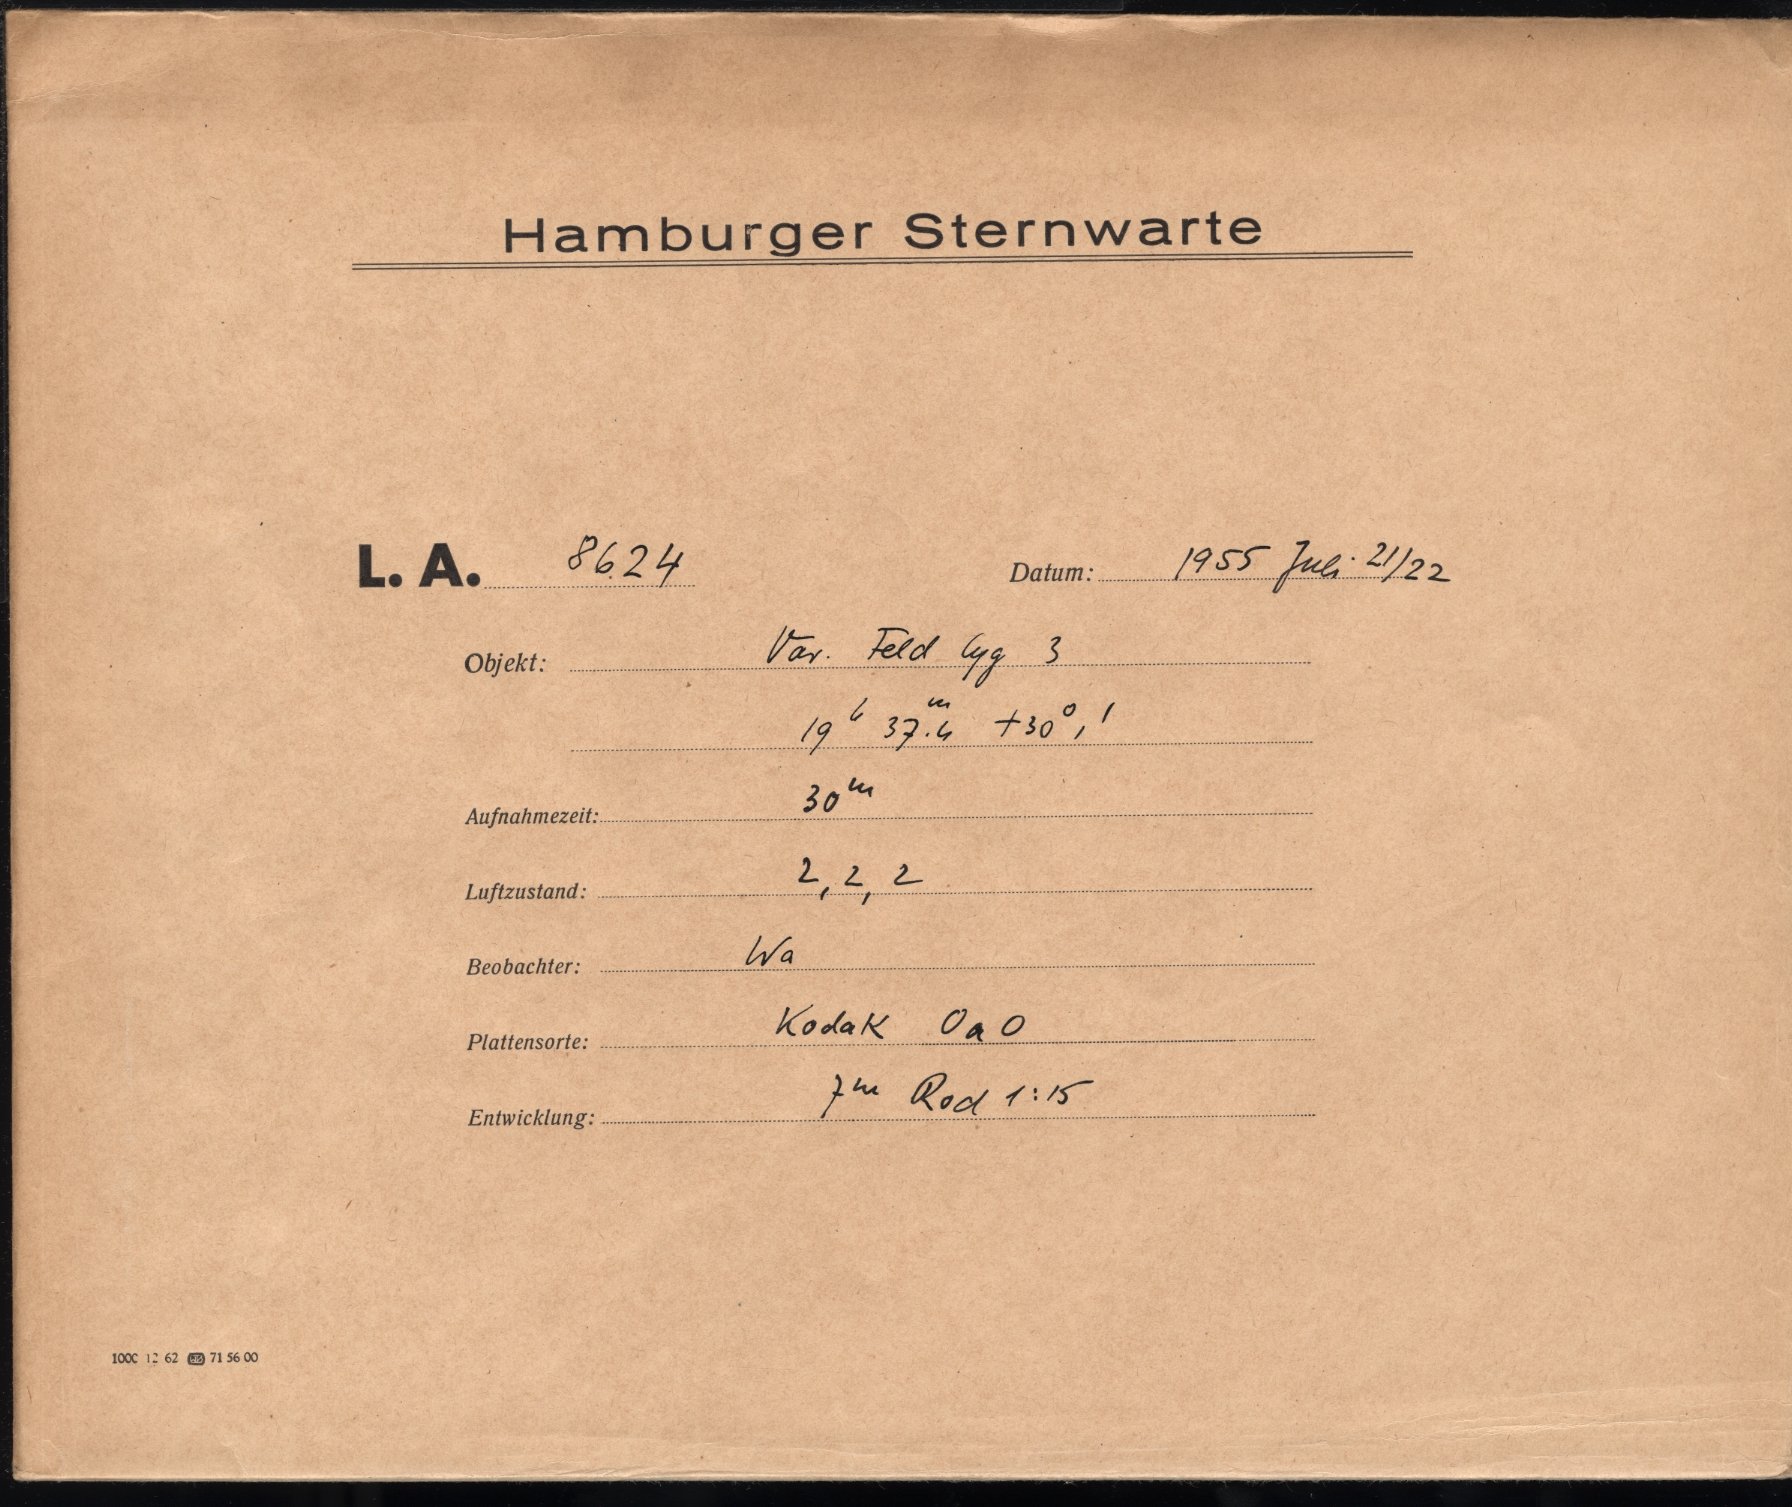 Hamburger Sternwarte
L. A. 8624 Datum: 1955 Juli 21/22
Objekt: Var. Feld Cyg 3
19ʰ 37.4ᵐ +30°,1
Aufnahmezeit: 30ᵐ
Luftzustand: 2, 2, 2
Beobachter: Wa
Plattensorte: Kodak OaO
Entwicklung: 7ᵐ Rod 1:15
1000 12 62 71 56 00